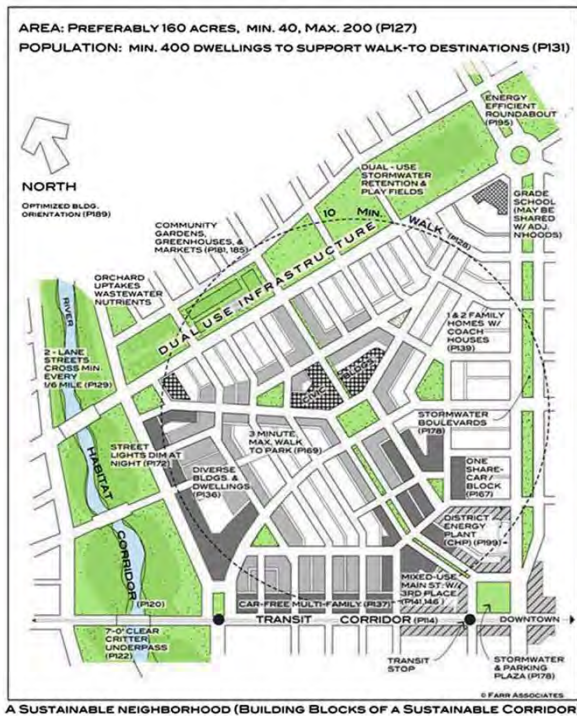 AREA: PREFERABLY 160 ACRES, MIN. 40, MAX. 200 (P127)
POPULATION: MIN. 400 DWELLINGS TO SUPPORT WALK-TO DESTINATIONS (P131)
ENERGY
EFFICIENT
ROUNDABOUT
(P195)
NORTH
OPTIMIZED BLDG.
ORIENTATION (P189)
DUAL - USE
STORMWATER
RETENTION &
PLAY FIELDS
GRADE
SCHOOL
(MAY BE
SHARED
W/ ADJ.
NHOODS)
COMMUNITY
GARDENS,
GREENHOUSES, &
MARKETS (P181, 185)
10 MIN. WALK (P128)
DUAL USE INFRASTRUCTURE
ORCHARD
UPTAKES
WASTEWATER
NUTRIENTS
RIVER
1 & 2 FAMILY
HOMES W/
COACH
HOUSES
(P139)
2 - LANE
STREETS
CROSS MIN.
EVERY
1/6 MILE (P129)
CIVIC BLDGS.
STORMWATER
BOULEVARDS
(P178)
STREET
LIGHTS DIM AT
NIGHT (P172)
3 MINUTE,
MAX. WALK
TO PARK (P169)
DIVERSE
BLDGS. &
DWELLINGS
(P136)
ONE
SHARE-
CAR/
BLOCK
(P167)
HABITAT CORRIDOR
(P120)
DISTRICT
ENERGY
PLANT
(CHP) (P199)
MIXED-USE
MAIN ST. W/
3RD PLACE
(P141,146)
CAR-FREE MULTI-FAMILY (P137)
TRANSIT CORRIDOR (P114)
DOWNTOWN
7'-0" CLEAR
CRITTER
UNDERPASS
(P122)
TRANSIT
STOP
STORMWATER
& PARKING
PLAZA (P178)
© FARR ASSOCIATES
A SUSTAINABLE NEIGHBORHOOD (BUILDING BLOCKS OF A SUSTAINABLE CORRIDOR